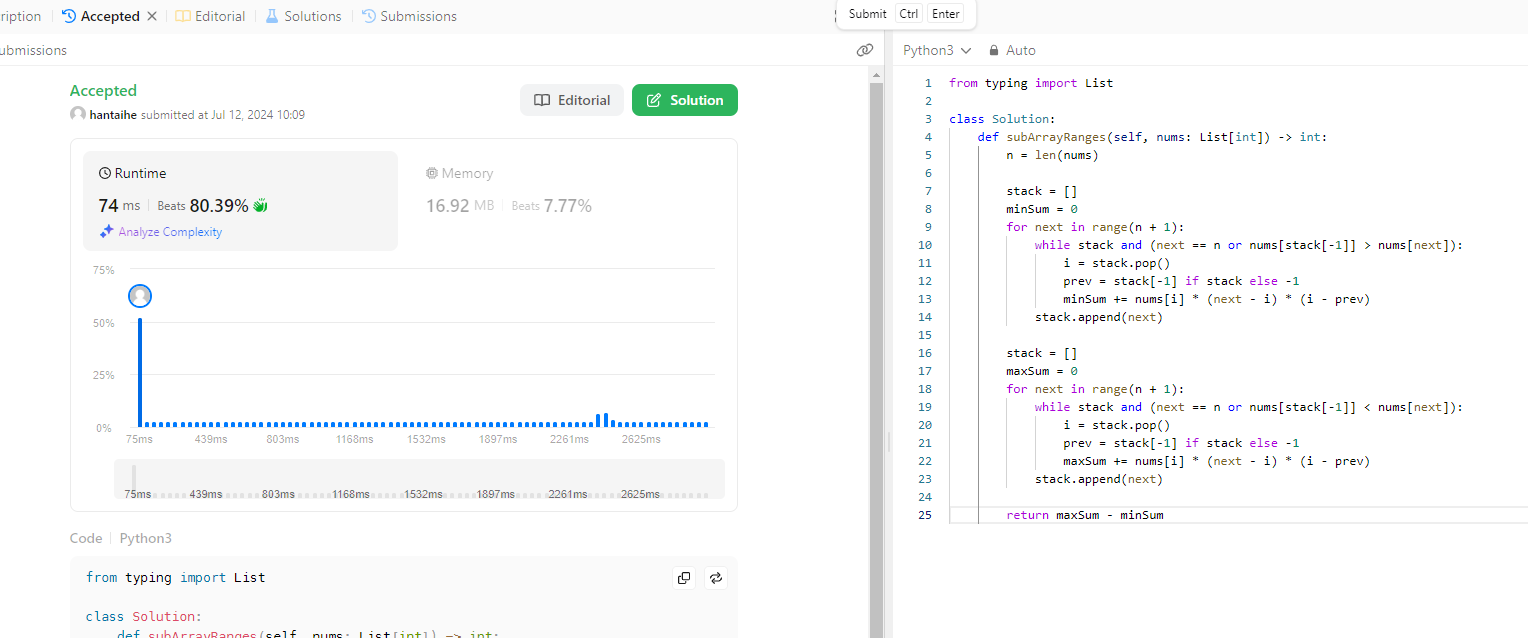 ription Accepted Editorial Solutions Submissions
Submit Ctrl Enter
ubmissions
Python3 Auto
Accepted
hantaihe submitted at Jul 12, 2024 10:09
Editorial
Solution
Runtime
74 ms Beats 80.39%
Analyze Complexity
Memory
16.92 MB Beats 7.77%
75%
50%
25%
0%
75ms 439ms 803ms 1168ms 1532ms 1897ms 2261ms 2625ms
75ms 439ms 803ms 1168ms 1532ms 1897ms 2261ms 2625ms
Code Python3
from typing import List
class Solution:
def subArrayRanges(self, nums: List[int]) -> int:
1 from typing import List
2
3 class Solution:
4     def subArrayRanges(self, nums: List[int]) -> int:
5         n = len(nums)
6
7         stack = []
8         minSum = 0
9         for next in range(n + 1):
10             while stack and (next == n or nums[stack[-1]] > nums[next]):
11                 i = stack.pop()
12                 prev = stack[-1] if stack else -1
13                 minSum += nums[i] * (next - i) * (i - prev)
14             stack.append(next)
15
16         stack = []
17         maxSum = 0
18         for next in range(n + 1):
19             while stack and (next == n or nums[stack[-1]] < nums[next]):
20                 i = stack.pop()
21                 prev = stack[-1] if stack else -1
22                 maxSum += nums[i] * (next - i) * (i - prev)
23             stack.append(next)
24
25         return maxSum - minSum